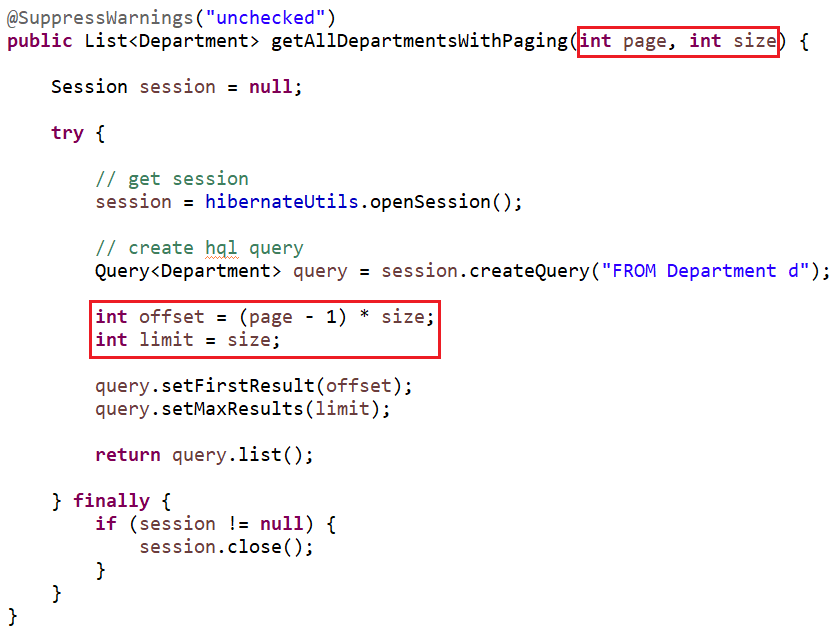 @SuppressWarnings("unchecked")
public List<Department> getAllDepartmentsWithPaging(int page, int size) {
Session session = null;
try {
// get session
session = hibernateUtils.openSession();
// create hql query
Query<Department> query = session.createQuery("FROM Department d");
int offset = (page - 1) * size;
int limit = size;
query.setFirstResult(offset);
query.setMaxResults(limit);
return query.list();
} finally {
if (session != null) {
session.close();
}
}
}